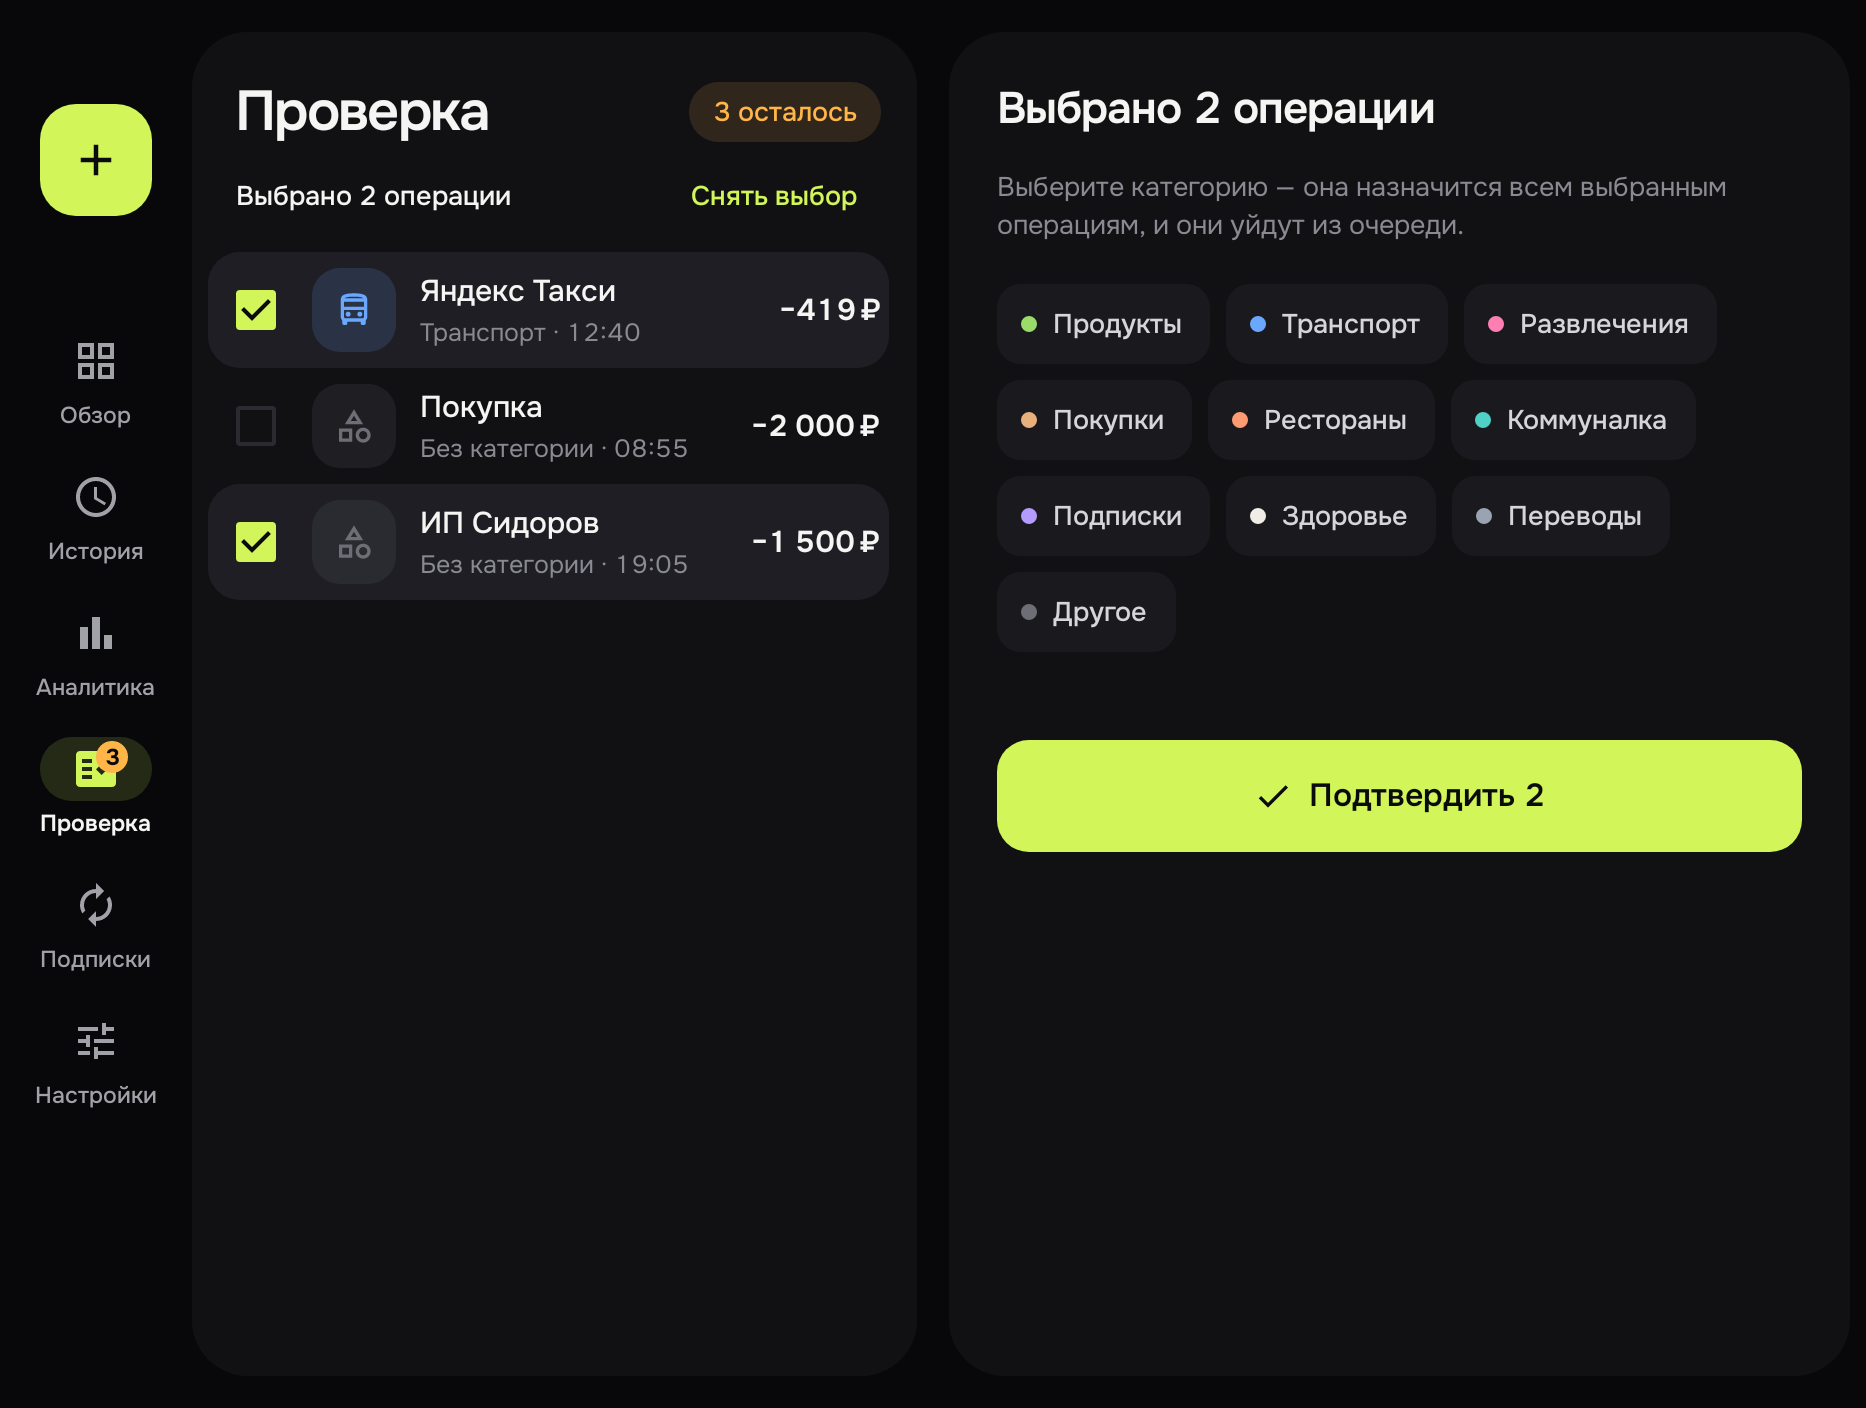 Обзор
История
Аналитика
3
Проверка
Подписки
Настройки
Проверка
3 осталось
Выбрано 2 операции
Снять выбор
Яндекс Такси
Транспорт · 12:40
−419 ₽
Покупка
Без категории · 08:55
−2 000 ₽
ИП Сидоров
Без категории · 19:05
−1 500 ₽
Выбрано 2 операции
Выберите категорию — она назначится всем выбранным
операциям, и они уйдут из очереди.
Продукты
Транспорт
Развлечения
Покупки
Рестораны
Коммуналка
Подписки
Здоровье
Переводы
Другое
Подтвердить 2